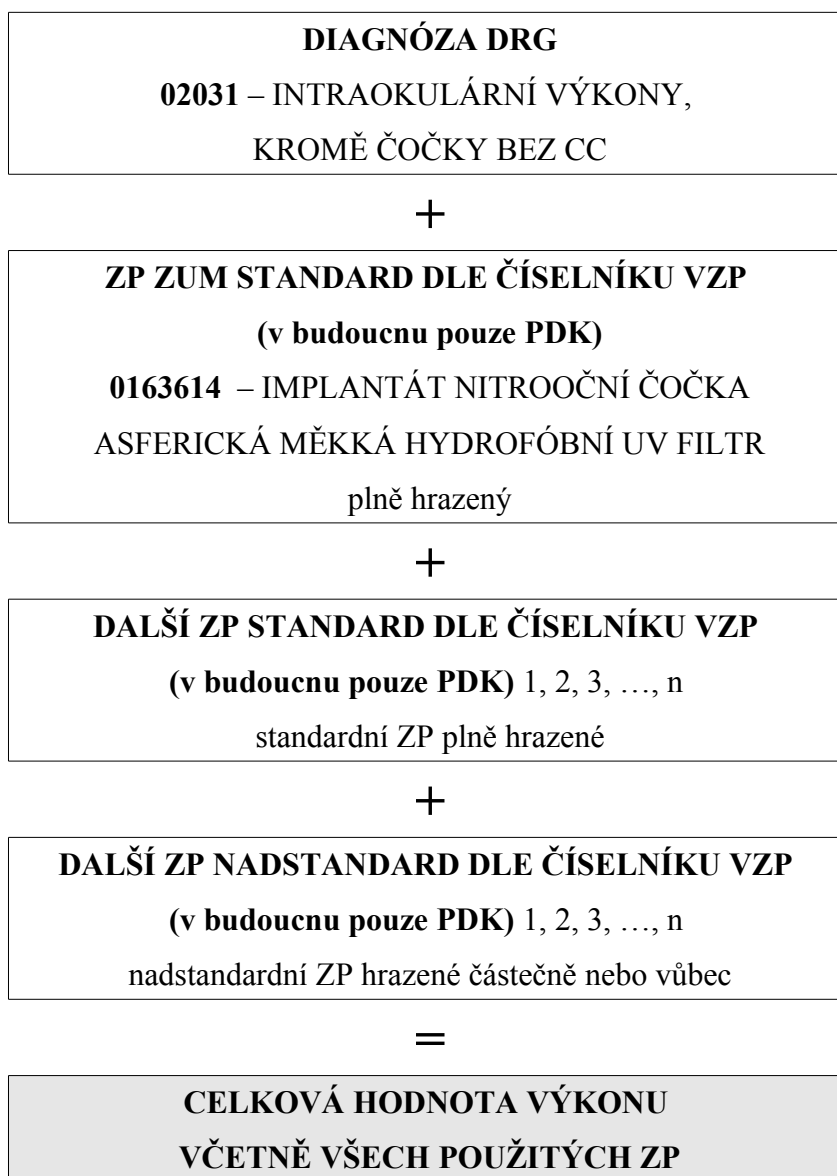 DIAGNÓZA DRG
02031 – INTRAOKULÁRNÍ VÝKONY,
KROMĚ ČOČKY BEZ CC
+
ZP ZUM STANDARD DLE ČÍSELNÍKU VZP
(v budoucnu pouze PDK)
0163614 – IMPLANTÁT NITROOČNÍ ČOČKA
ASFERICKÁ MĚKKÁ HYDROFÓBNÍ UV FILTR
plně hrazený
+
DALŠÍ ZP STANDARD DLE ČÍSELNÍKU VZP
(v budoucnu pouze PDK) 1, 2, 3, …, n
standardní ZP plně hrazené
+
DALŠÍ ZP NADSTANDARD DLE ČÍSELNÍKU VZP
(v budoucnu pouze PDK) 1, 2, 3, …, n
nadstandardní ZP hrazené částečně nebo vůbec
=
CELKOVÁ HODNOTA VÝKONU
VČETNĚ VŠECH POUŽITÝCH ZP